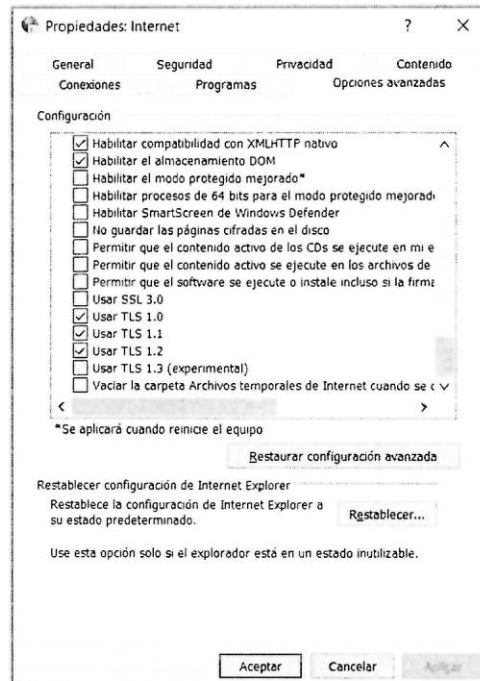 Propiedades: Internet ? ×
General Seguridad Privacidad Contenido
Conexiones Programas Opciones avanzadas
Configuración
Habilitar compatibilidad con XMLHTTP nativo
Habilitar el almacenamiento DOM
Habilitar el modo protegido mejorado*
Habilitar procesos de 64 bits para el modo protegido mejorad
Habilitar SmartScreen de Windows Defender
No guardar las páginas cifradas en el disco
Permitir que el contenido activo de los CDs se ejecute en mi e
Permitir que el contenido activo se ejecute en los archivos de
Permitir que el software se ejecute o instale incluso si la firma
Usar SSL 3.0
Usar TLS 1.0
Usar TLS 1.1
Usar TLS 1.2
Usar TLS 1.3 (experimental)
Vaciar la carpeta Archivos temporales de Internet cuando se c
*Se aplicará cuando reinicie el equipo
Restaurar configuración avanzada
Restablecer configuración de Internet Explorer
Restablece la configuración de Internet Explorer a
su estado predeterminado.
Restablecer...
Use esta opción solo si el explorador está en un estado inutilizable.
Aceptar Cancelar Aplicar